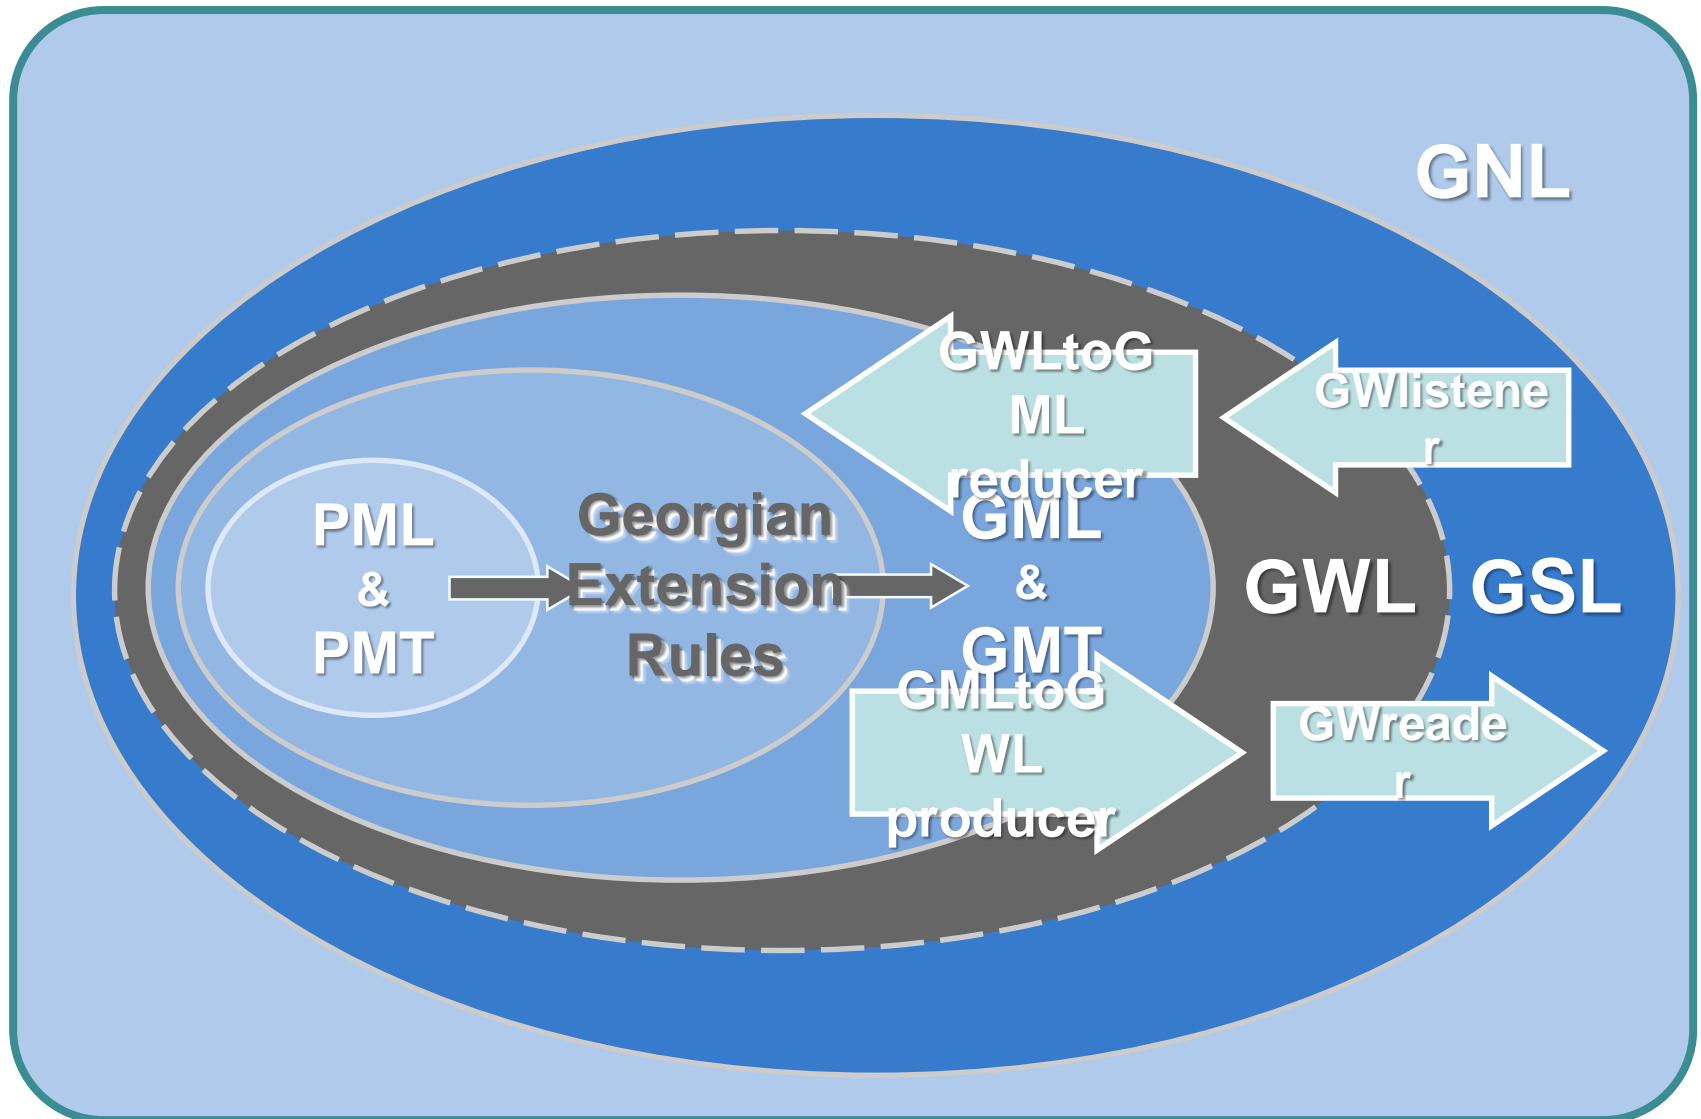 GNL
GWLtoG
ML
reducer
GWlistene
r
PML
&
PMT
Georgian
Extension
Rules
GML
&
GMT
GWL
GSL
GMLtoG
WL
producer
GWreade
r